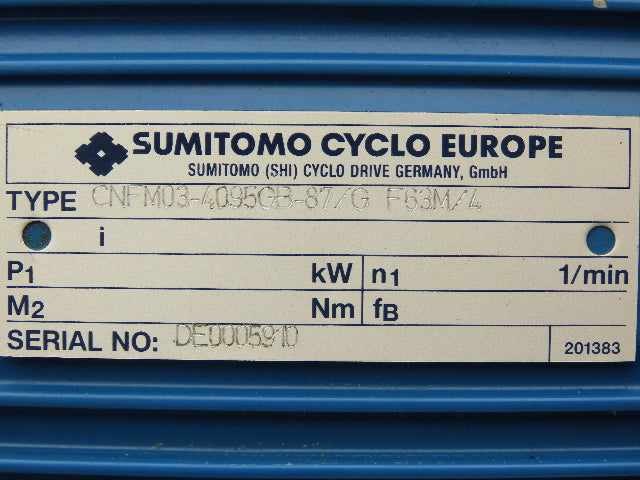 SUMITOMO CYCLO EUROPE
SUMITOMO (SHI) CYCLO DRIVE GERMANY, GmbH
TYPE CNFM03-4095GB-87/G F63M/4
i
P1 kW n1 1/min
M2 Nm fB
SERIAL NO: DE0005910
201383